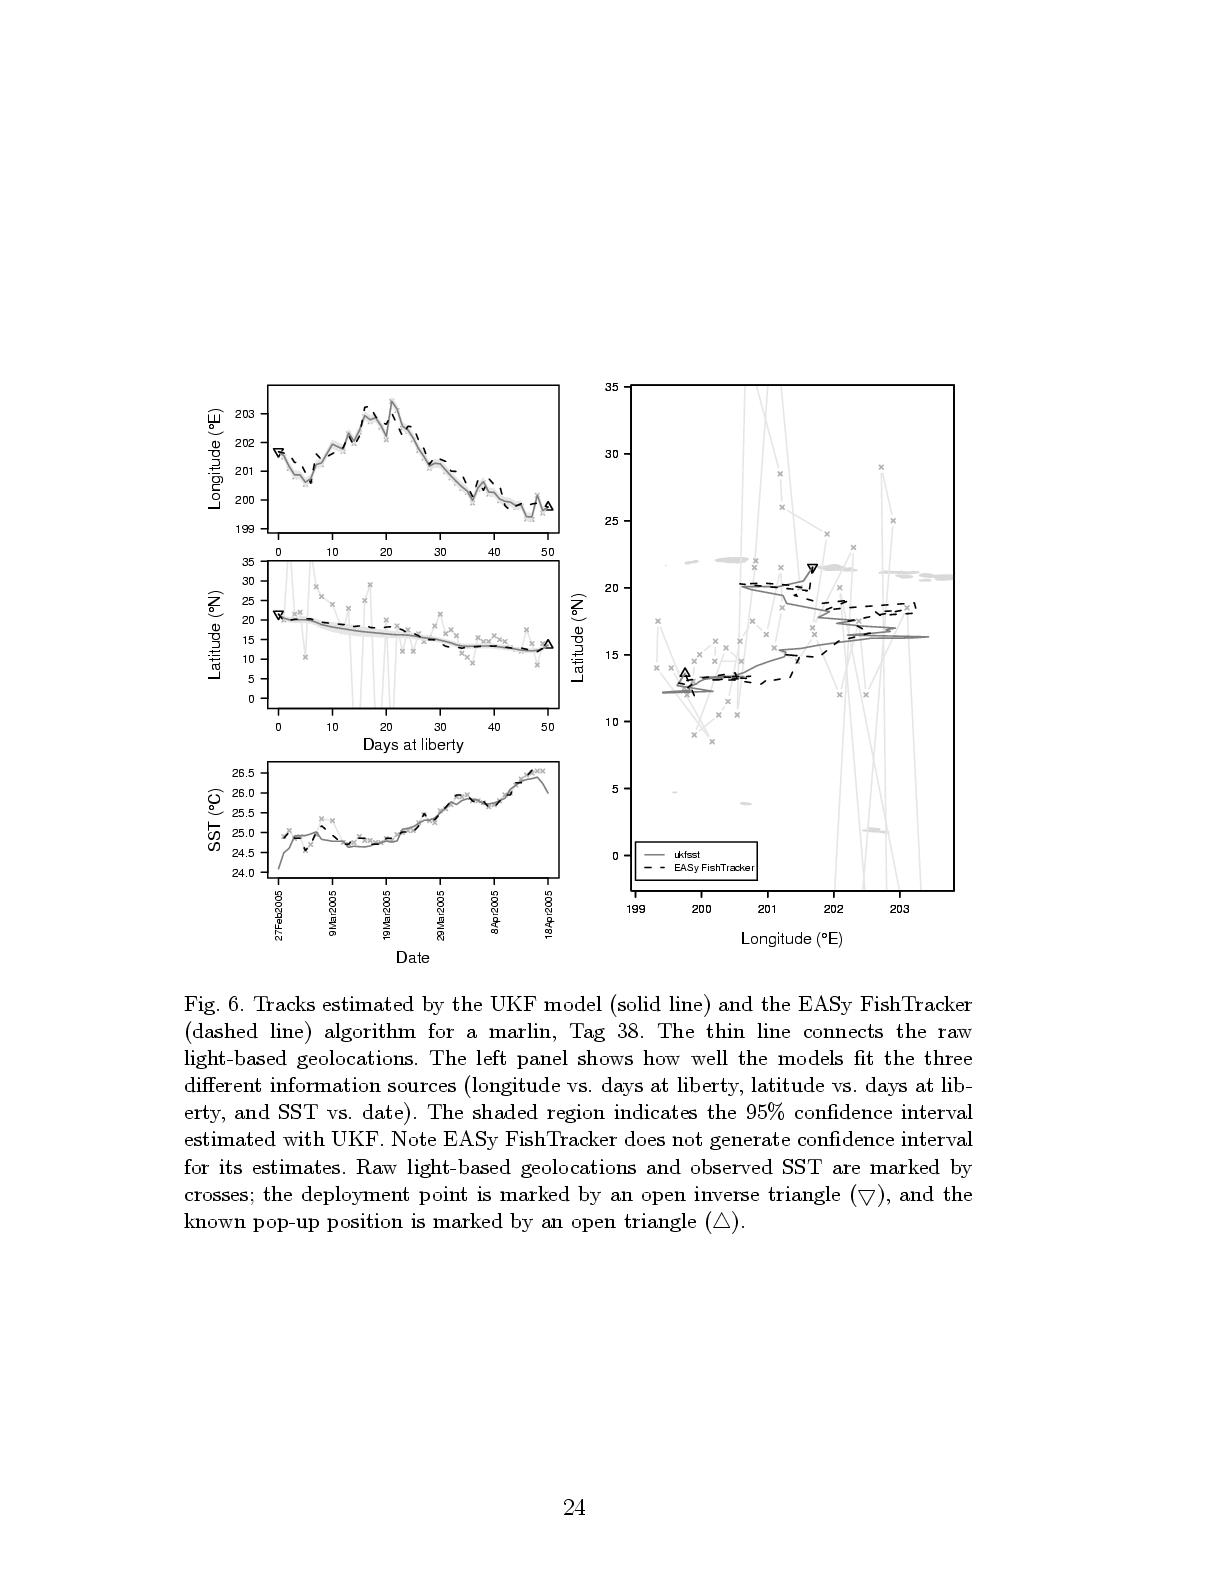 Longitude (°E)
203
202
201
200
199
0 10 20 30 40 50
Latitude (°N)
35
30
25
20
15
10
5
0
0 10 20 30 40 50
Days at liberty
SST (°C)
26.5
26.0
25.5
25.0
24.5
24.0
27Feb2005 9Mar2005 19Mar2005 29Mar2005 8Apr2005 18Apr2005
Date
Latitude (°N)
35
30
25
20
15
10
5
0
ukfsst
EASy FishTracker
199 200 201 202 203
Longitude (°E)
Fig. 6. Tracks estimated by the UKF model (solid line) and the EASy FishTracker
(dashed line) algorithm for a marlin, Tag 38. The thin line connects the raw
light-based geolocations. The left panel shows how well the models fit the three
different information sources (longitude vs. days at liberty, latitude vs. days at lib-
erty, and SST vs. date). The shaded region indicates the 95% confidence interval
estimated with UKF. Note EASy FishTracker does not generate confidence interval
for its estimates. Raw light-based geolocations and observed SST are marked by
crosses; the deployment point is marked by an open inverse triangle (▽), and the
known pop-up position is marked by an open triangle (△).
24